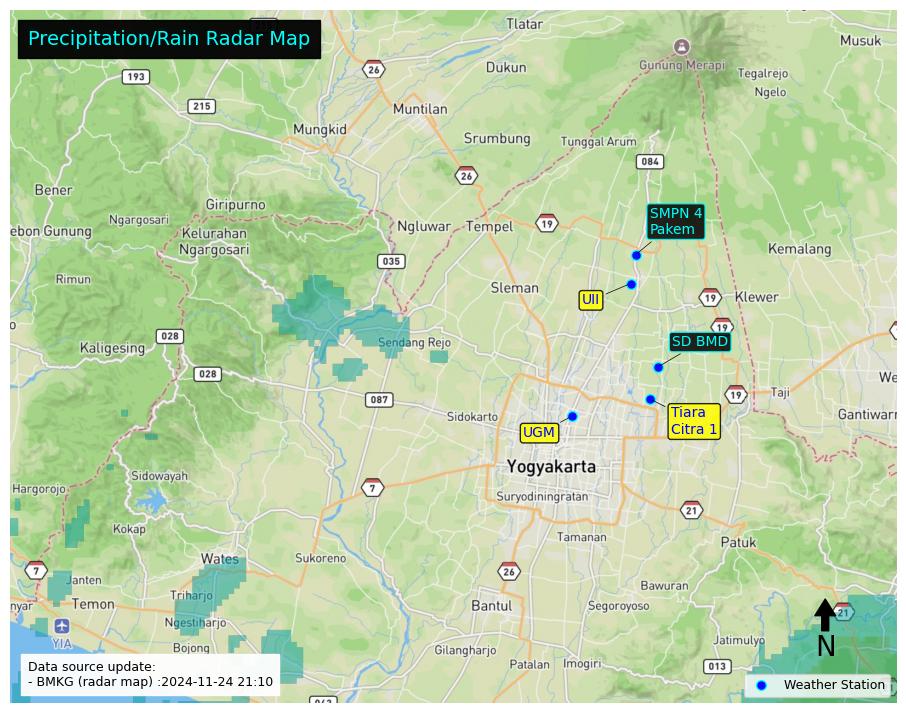 Precipitation/Rain Radar Map
Tlatar
Musuk
26
Gunung Merapi
193
Dukun
Tegalrejo
Ngelo
215
Muntilan
Mungkid
Srumbung
Tunggal Arum
084
26
Bener
Giripurno
SMPN 4
Pakem
Ngargosari
Ngluwar
Tempel
19
ebon Gunung
Kelurahan
Ngargosari
Kemalang
035
Rimun
Sleman
UII
19
Klewer
19
028
Kaligesing
Sendang Rejo
SD BMD
028
We
087
19
Taji
Sidokarto
Tiara
Citra 1
Gantiwarn
UGM
Yogyakarta
Sidowayah
Hargorojo
7
Suryodiningratan
21
Kokap
Tamanan
Patuk
Wates
Sukoreno
7
Janten
26
Bawuran
nyar
Temon
Triharjo
Bantul
Segoroyoso
21
YIA
Ngestiharjo
Jatimulyo
Bojong
Gilangharjo
N
Patalan
Imogiri
013
Data source update:
- BMKG (radar map) :2024-11-24 21:10
Weather Station